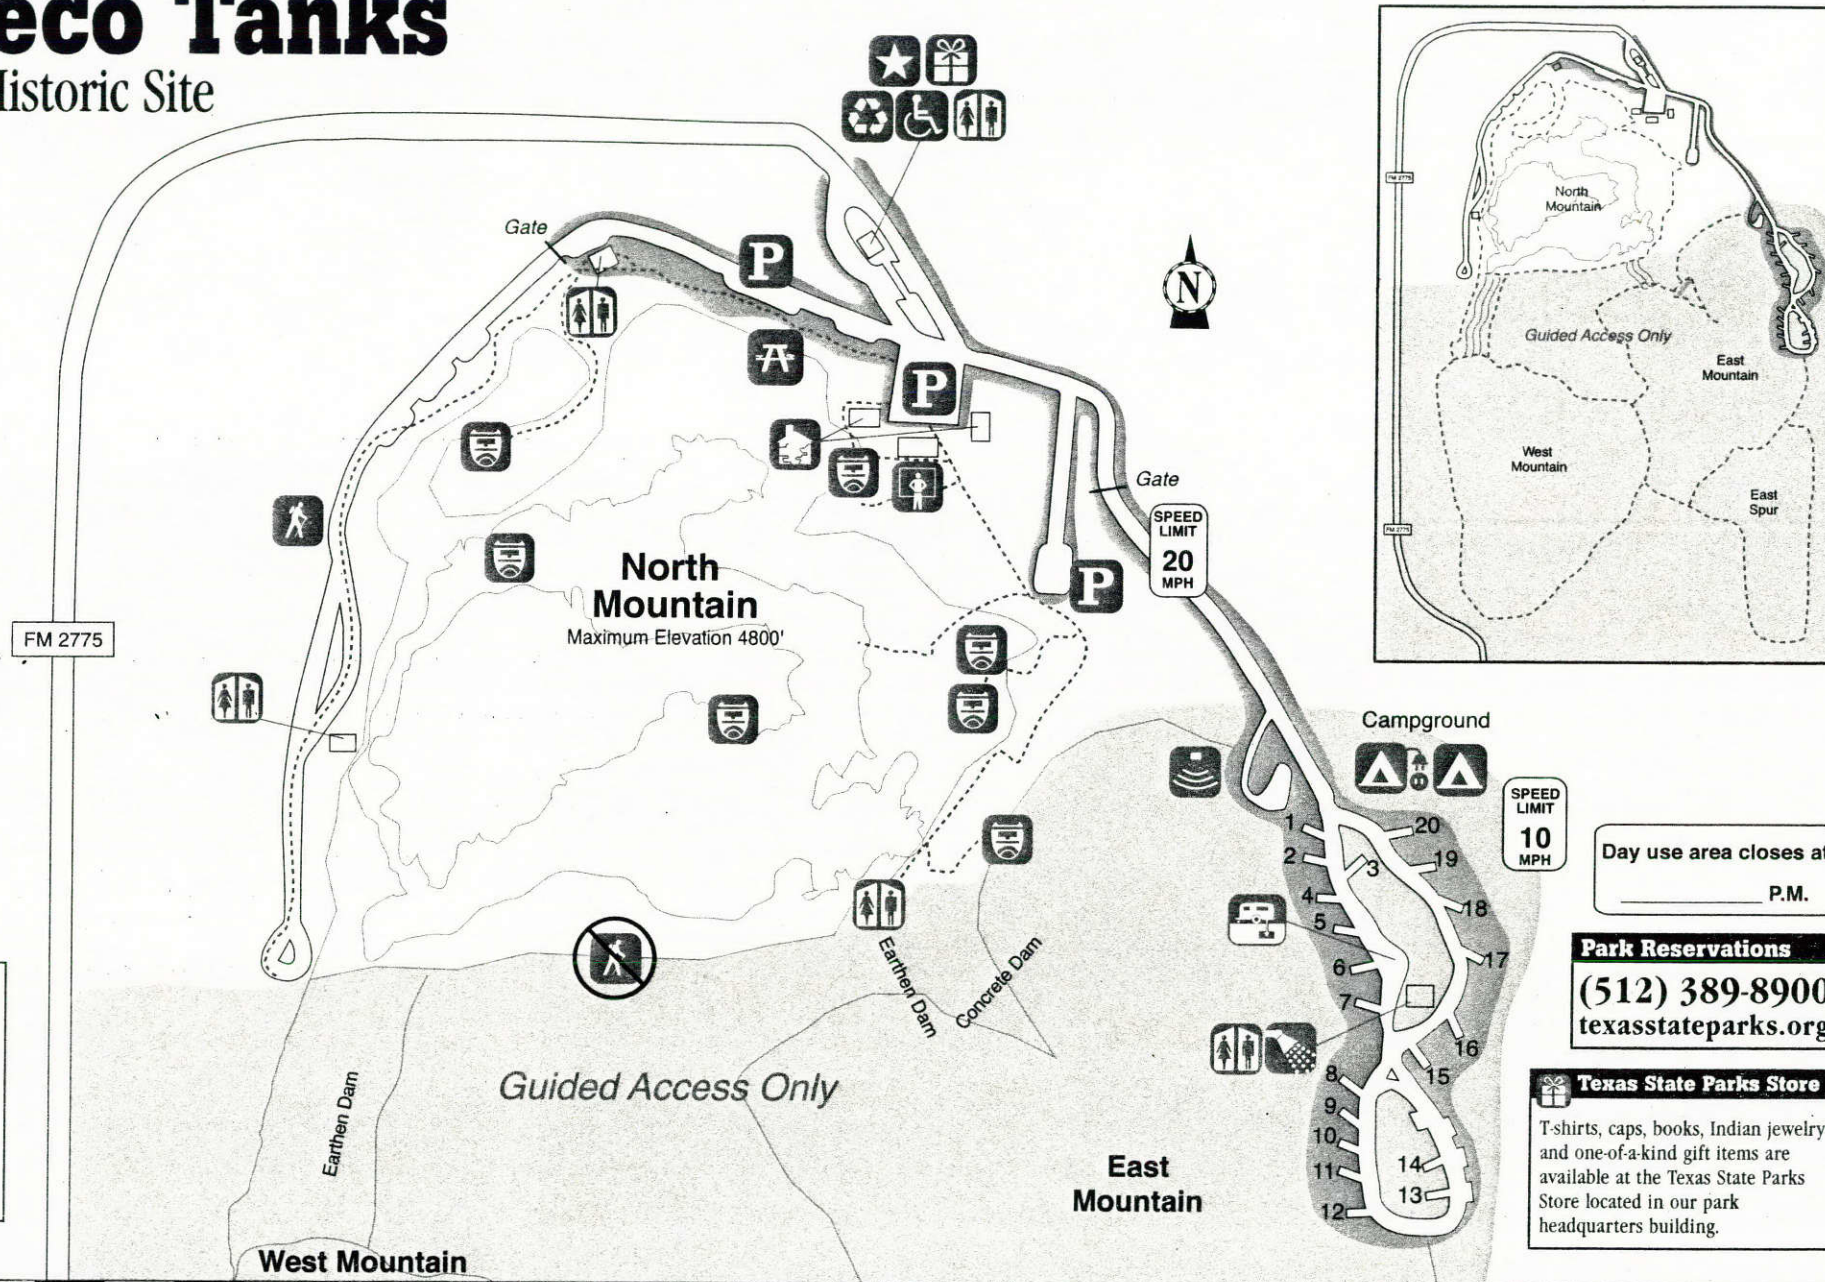 eco Tanks
Historic Site
Gate
P
P
Gate
N
SPEED
LIMIT
20
MPH
P
North
Mountain
Maximum Elevation 4800'
FM 2775
Campground
SPEED
LIMIT
10
MPH
1
2
3
4
5
6
7
8
9
10
11
12
13
14
15
16
17
18
19
20
Earthen Dam
Concrete Dam
Earthen Dam
Guided Access Only
East
Mountain
West Mountain
FM 2775
North
Mountain
Guided Access Only
East
Mountain
West
Mountain
East
Spur
FM 2775
Day use area closes at
____________ P.M.
Park Reservations
(512) 389-8900
texasstateparks.org
Texas State Parks Store
T-shirts, caps, books, Indian jewelry
and one-of-a-kind gift items are
available at the Texas State Parks
Store located in our park
headquarters building.